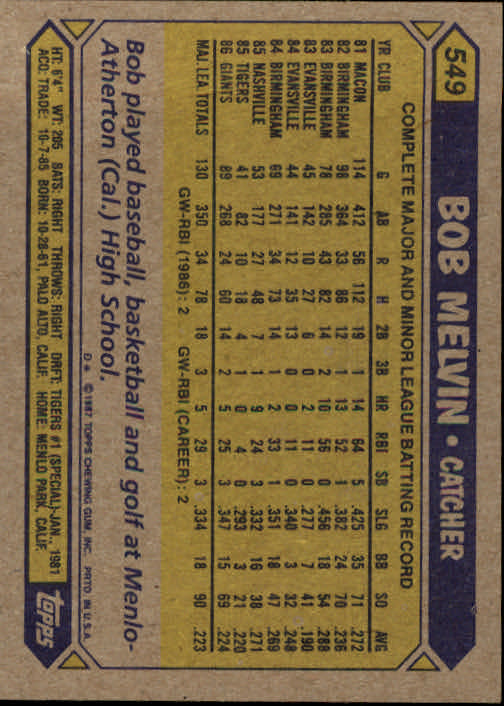 549 BOB MELVIN • CATCHER
COMPLETE MAJOR AND MINOR LEAGUE BATTING RECORD
YR CLUB G AB R H 2B 3B HR RBI SB SLG BB SO AVG
81 MACON 114 412 56 112 19 1 14 64 5 .425 35 71 .272
82 BIRMINGHAM 98 364 33 86 12 1 13 52 1 .382 24 70 .236
83 BIRMINGHAM 78 285 43 82 14 2 10 56 0 .456 18 54 .288
83 EVANSVILLE 45 142 10 27 6 0 2 11 0 .277 7 41 .190
84 EVANSVILLE 44 141 12 35 13 0 0 11 0 .340 3 32 .248
84 BIRMINGHAM 69 271 34 73 14 1 2 33 1 .351 18 47 .269
85 NASHVILLE 53 177 27 48 7 1 9 24 3 .332 16 38 .271
85 TIGERS 41 82 10 18 4 1 0 4 0 .293 3 21 .220
86 GIANTS 89 268 24 60 14 2 5 25 3 .347 15 69 .224
MAJ. LEA. TOTALS 130 350 34 78 18 3 5 29 3 .334 18 90 .223
GW-RBI (1986): 2 GW-RBI (CAREER): 2
D* ©1987 TOPPS CHEWING GUM, INC. PRTD. IN U.S.A.
Bob played baseball, basketball and golf at Menlo-
Atherton (Cal.) High School.
HT: 6'4" WT: 205 BATS: RIGHT THROWS: RIGHT DRFT: TIGERS #1 (SPECIAL)-JAN., 1981
ACQ: TRADE: 10-7-85 BORN: 10-28-61, PALO ALTO, CALIF. HOME: MENLO PARK, CALIF.
TOPPS